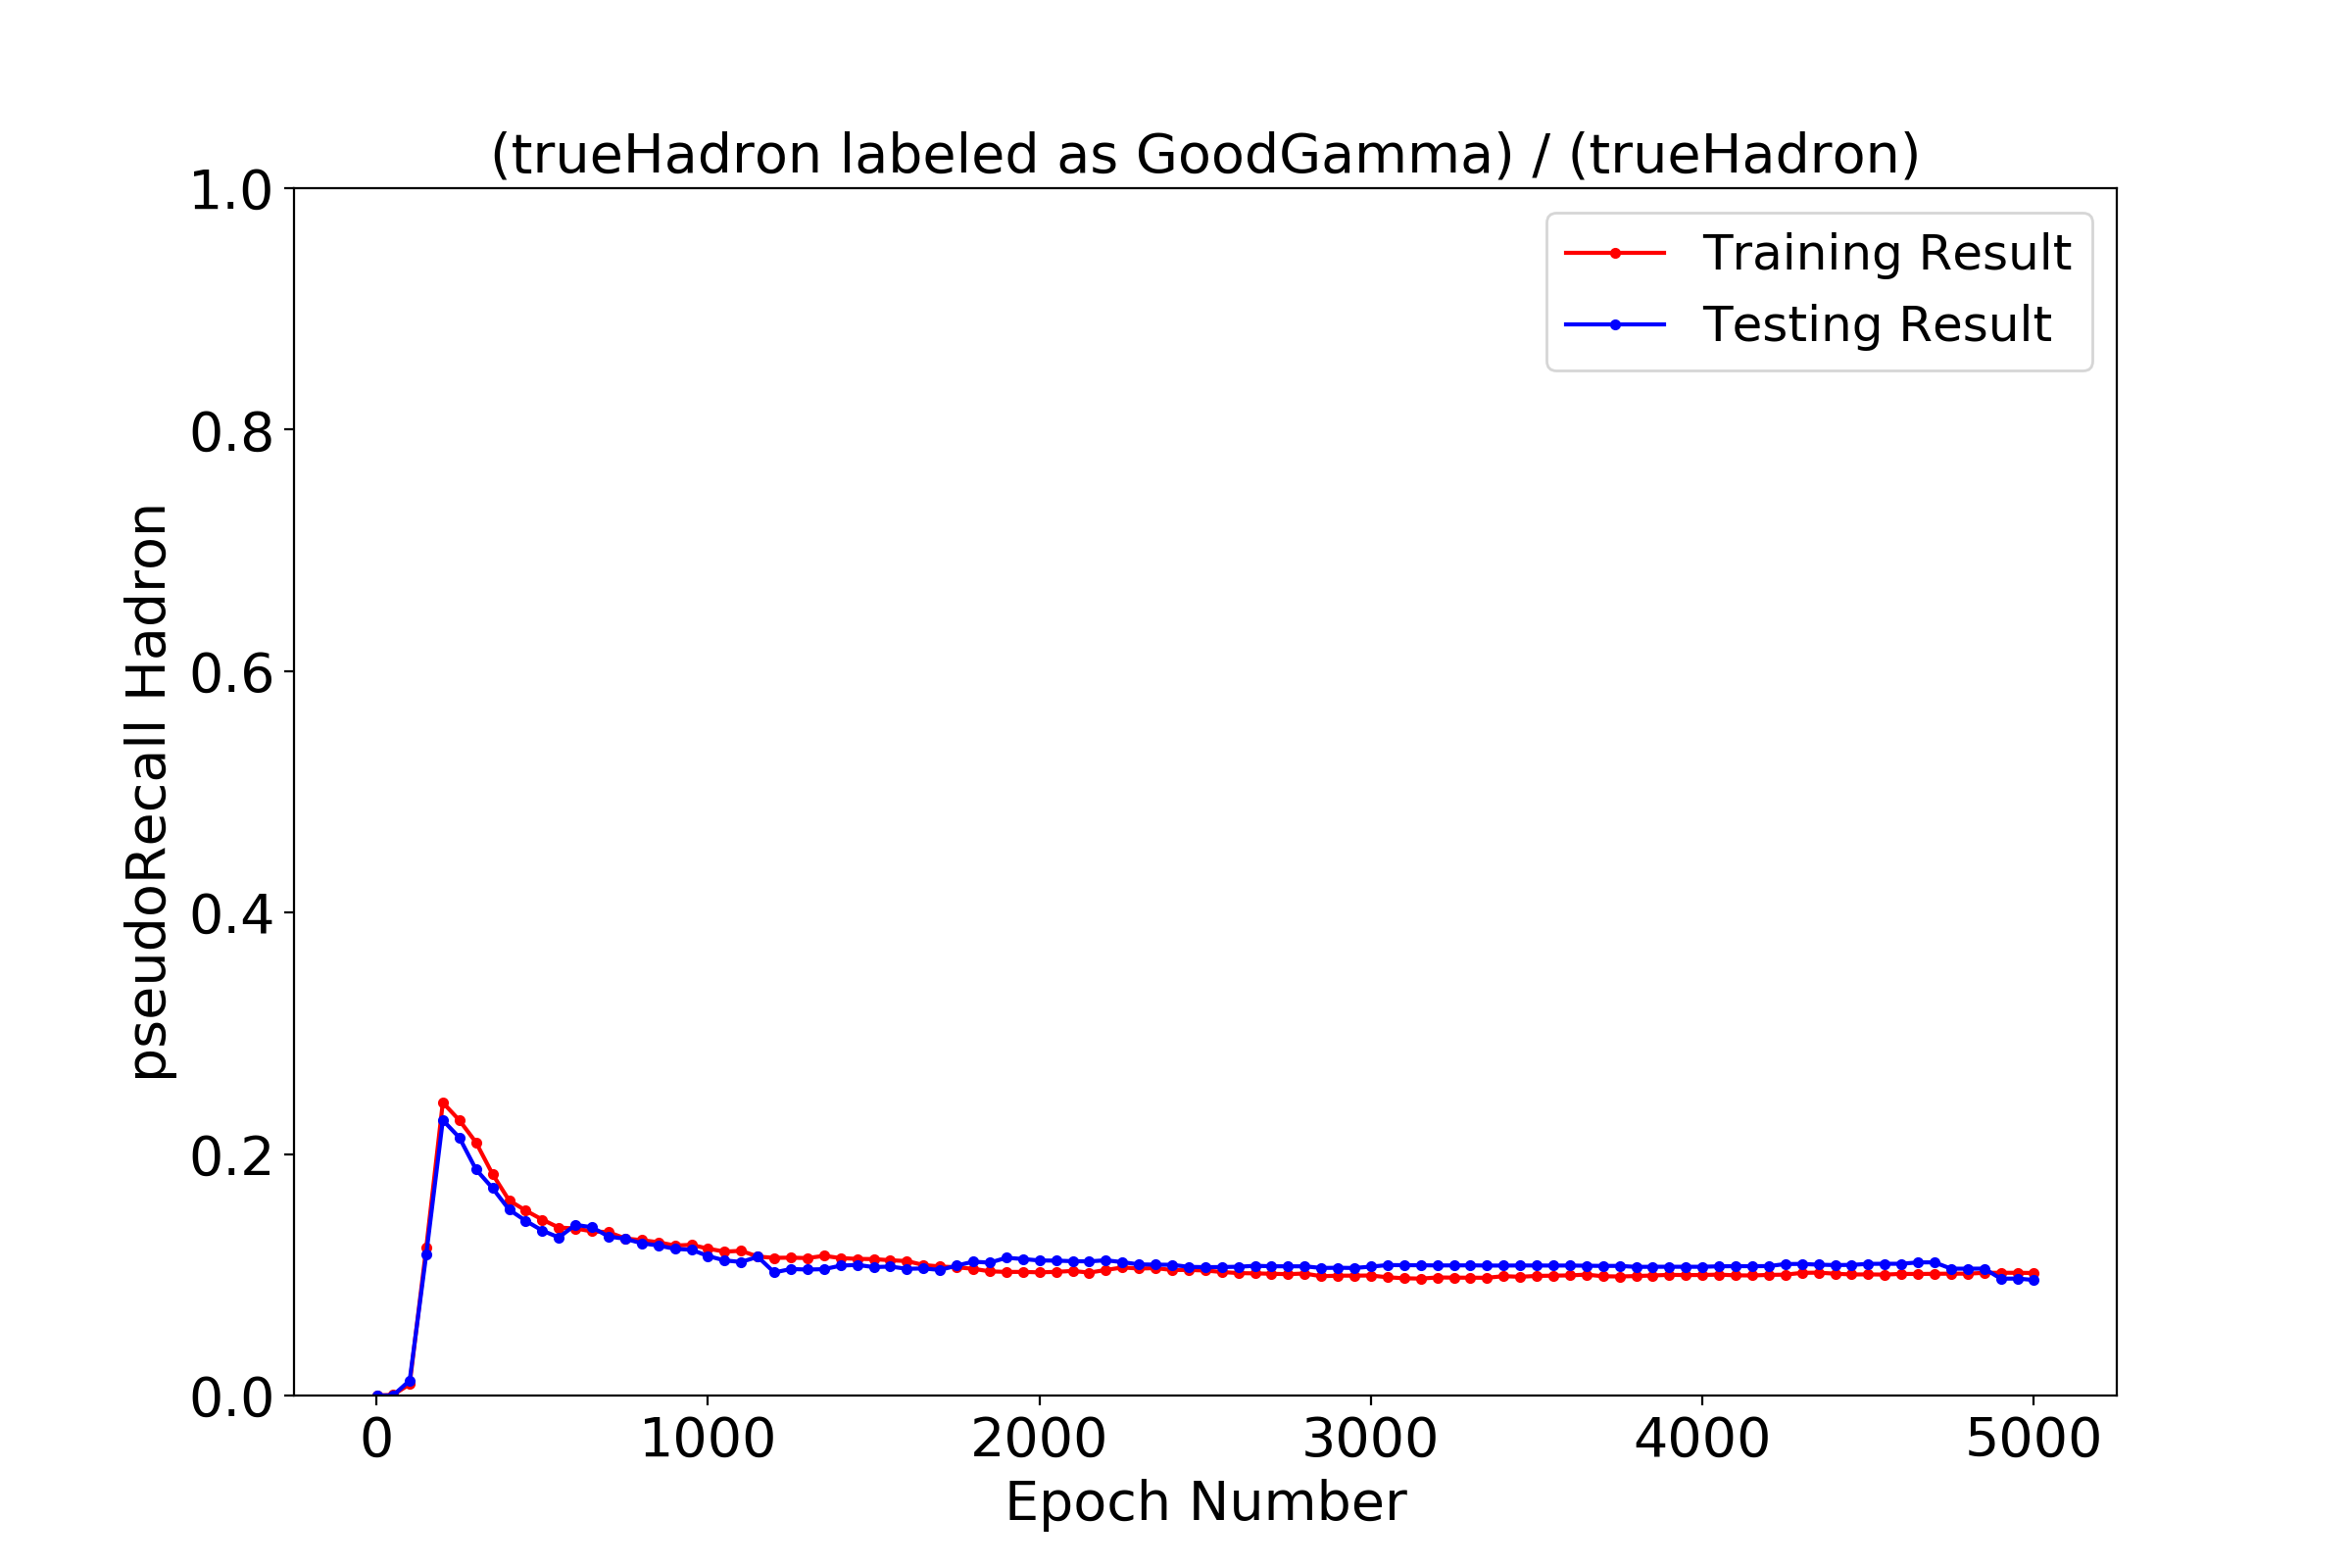 (trueHadron labeled as GoodGamma) / (trueHadron)
pseudoRecall Hadron
1.0
0.8
0.6
0.4
0.2
0.0
Training Result
Testing Result
0 1000 2000 3000 4000 5000
Epoch Number